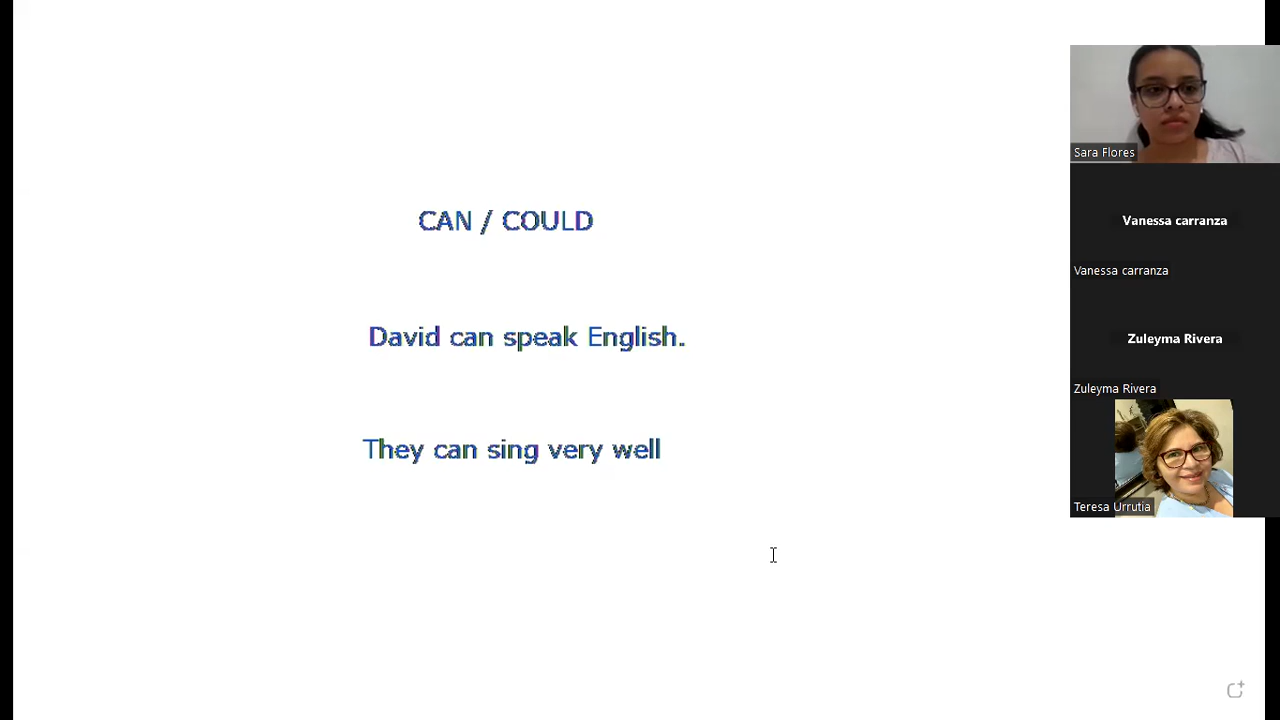 CAN / COULD
David can speak English.
They can sing very well
Sara Flores
Vanessa carranza
Vanessa carranza
Zuleyma Rivera
Zuleyma Rivera
Teresa Urrutia